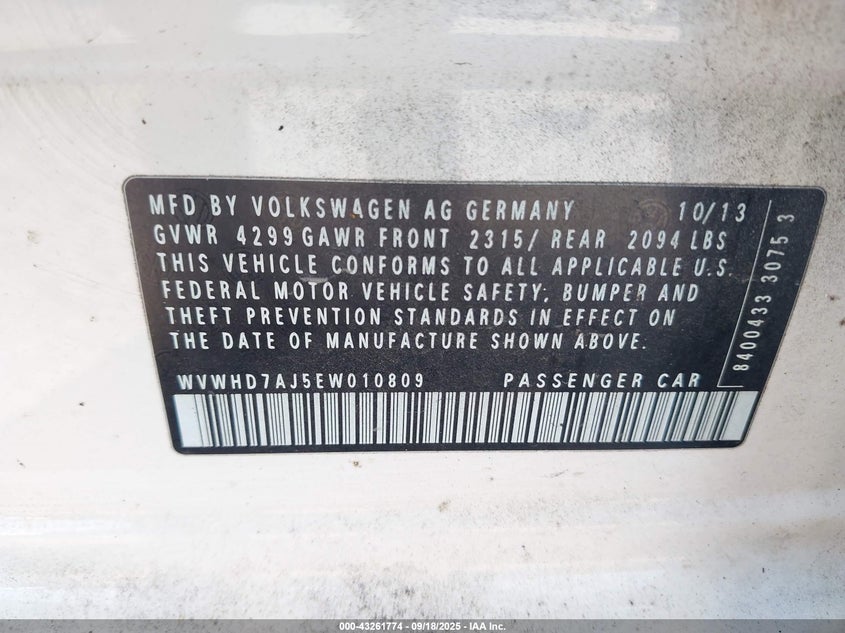 MFD BY VOLKSWAGEN AG GERMANY 10/13
GVWR 4299 GAWR FRONT 2315/ REAR 2094 LBS
THIS VEHICLE CONFORMS TO ALL APPLICABLE U.S.
FEDERAL MOTOR VEHICLE SAFETY, BUMPER AND
THEFT PREVENTION STANDARDS IN EFFECT ON
THE DATE OF MANUFACTURE SHOWN ABOVE.
WVWHD7AJ5EW010809 PASSENGER CAR
8400433 3075 3
000-43261774 - 09/18/2025 - IAA Inc.